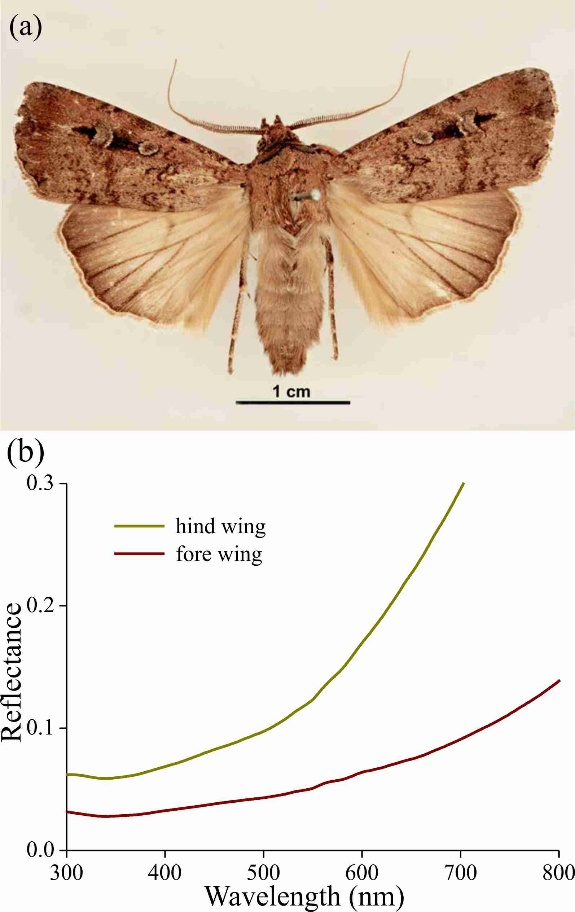 (a)
1 cm
(b)
0.3
hind wing
fore wing
0.2
Reflectance
0.1
0.0
300 400 500 600 700 800
Wavelength (nm)